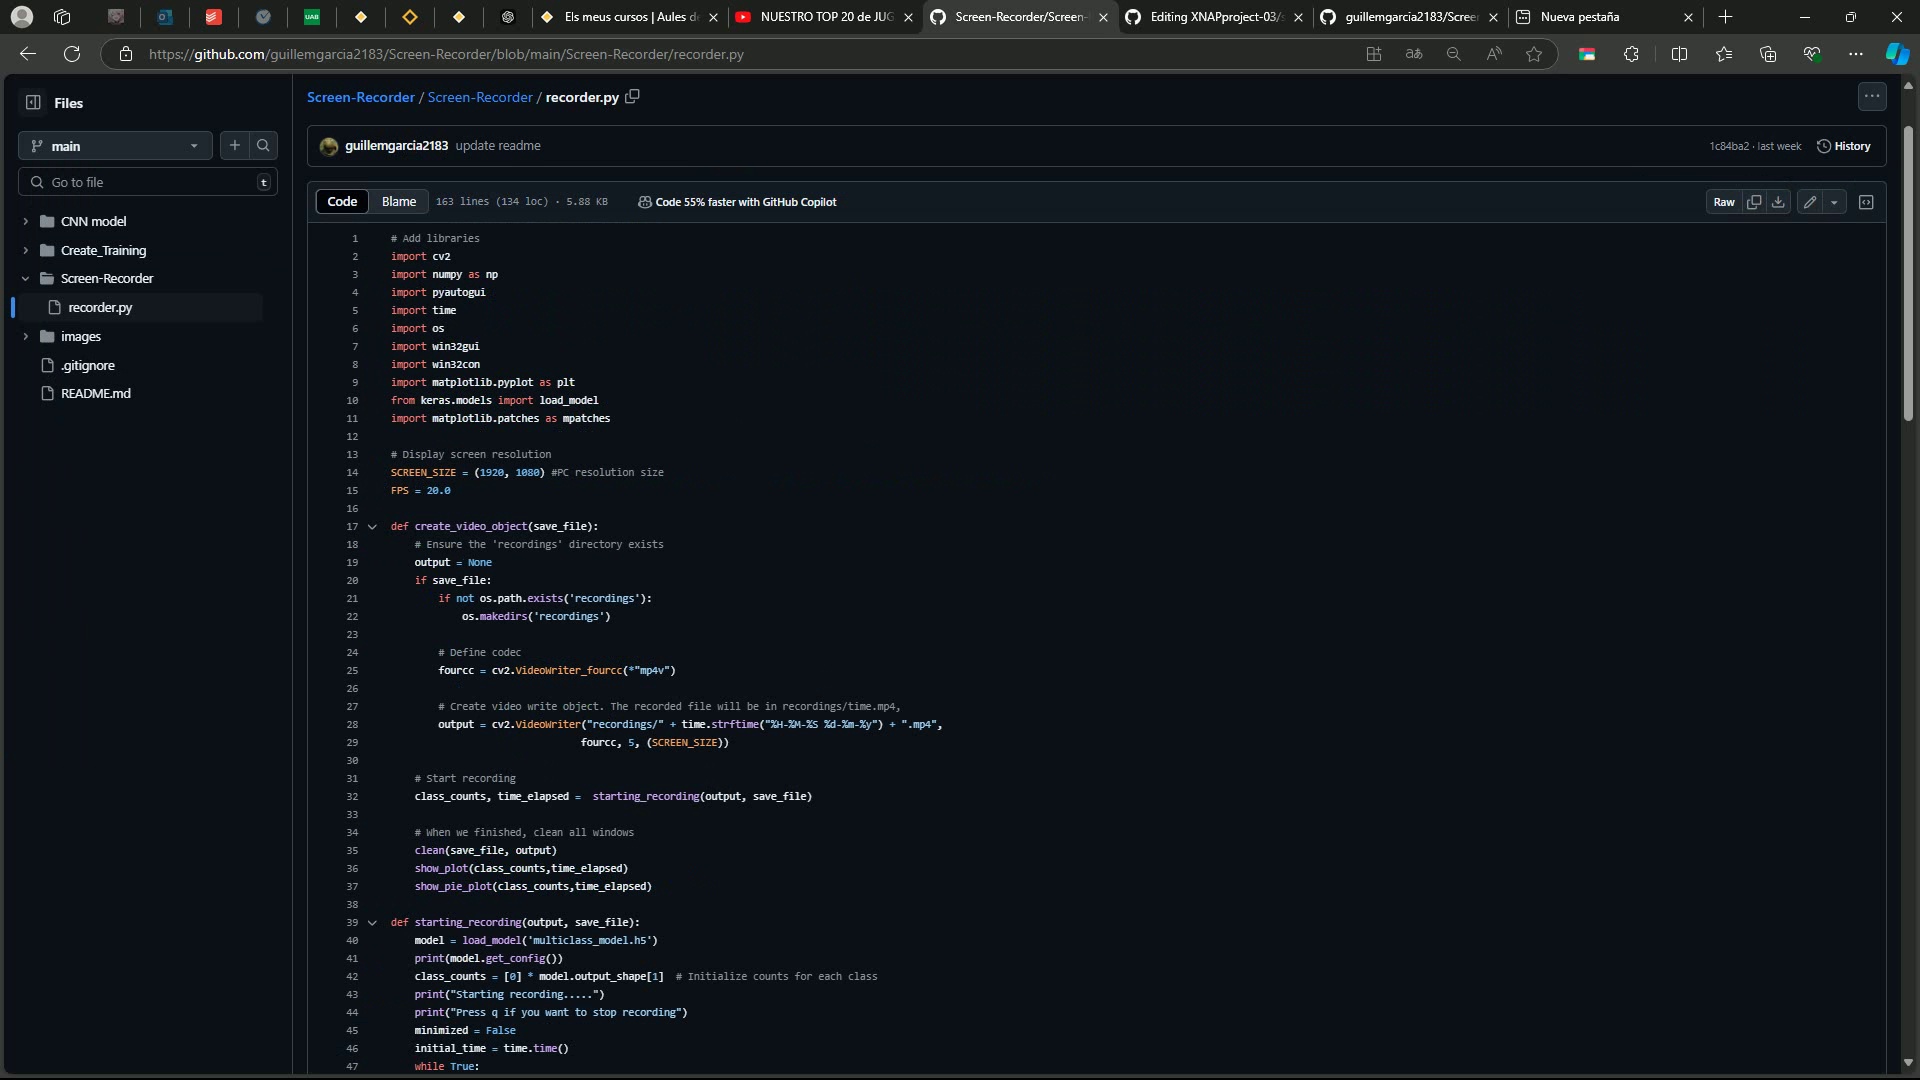 UAB
Els meus cursos | Aules d
NUESTRO TOP 20 de JUG
Screen-Recorder/Screen-
Editing XNAPproject-03/s
guillemgarcia2183/Scree
Nueva pestaña
https://github.com/guillemgarcia2183/Screen-Recorder/blob/main/Screen-Recorder/recorder.py
aあ
Files
Screen-Recorder / Screen-Recorder / recorder.py
main
guillemgarcia2183 update readme
1c84ba2 · last week
History
Go to file
t
Code
Blame
163 lines (134 loc) · 5.88 KB
Code 55% faster with GitHub Copilot
Raw
CNN model
Create_Training
Screen-Recorder
recorder.py
images
.gitignore
README.md
1 # Add libraries
2 import cv2
3 import numpy as np
4 import pyautogui
5 import time
6 import os
7 import win32gui
8 import win32con
9 import matplotlib.pyplot as plt
10 from keras.models import load_model
11 import matplotlib.patches as mpatches
12
13 # Display screen resolution
14 SCREEN_SIZE = (1920, 1080) #PC resolution size
15 FPS = 20.0
16
17 def create_video_object(save_file):
18 # Ensure the 'recordings' directory exists
19 output = None
20 if save_file:
21 if not os.path.exists('recordings'):
22 os.makedirs('recordings')
23
24 # Define codec
25 fourcc = cv2.VideoWriter_fourcc(*"mp4v")
26
27 # Create video write object. The recorded file will be in recordings/time.mp4,
28 output = cv2.VideoWriter("recordings/" + time.strftime("%H-%M-%S %d-%m-%y") + ".mp4",
29 fourcc, 5, (SCREEN_SIZE))
30
31 # Start recording
32 class_counts, time_elapsed =  starting_recording(output, save_file)
33
34 # When we finished, clean all windows
35 clean(save_file, output)
36 show_plot(class_counts,time_elapsed)
37 show_pie_plot(class_counts,time_elapsed)
38
39 def starting_recording(output, save_file):
40 model = load_model('multiclass_model.h5')
41 print(model.get_config())
42 class_counts = [0] * model.output_shape[1]  # Initialize counts for each class
43 print("Starting recording.....")
44 print("Press q if you want to stop recording")
45 minimized = False
46 initial_time = time.time()
47 while True: